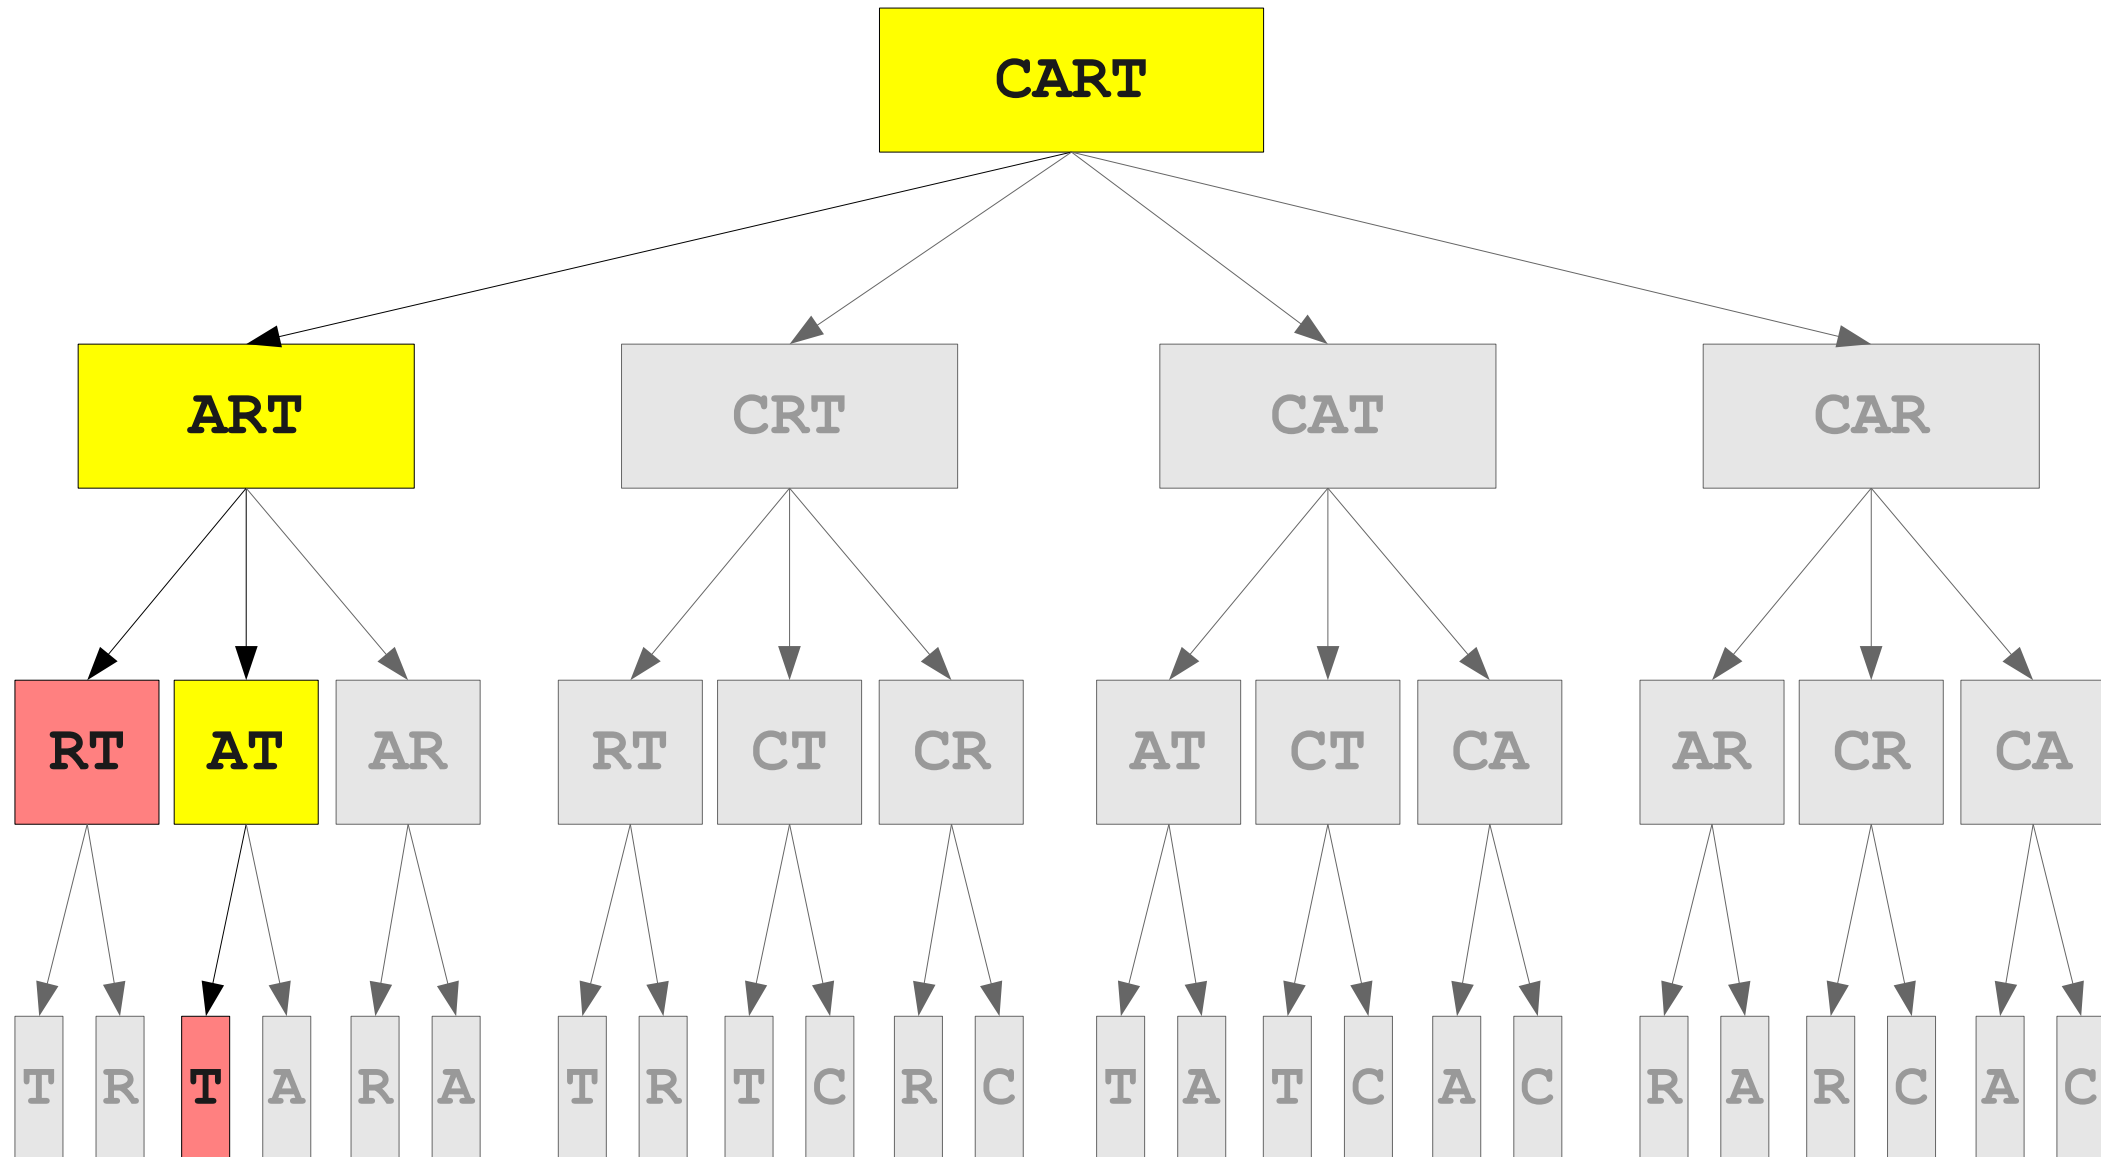 CART
ART CRT CAT CAR
RT AT AR RT CT CR AT CT CA AR CR CA
T R T A R A T R T C R C T A T C A C R A R C A C